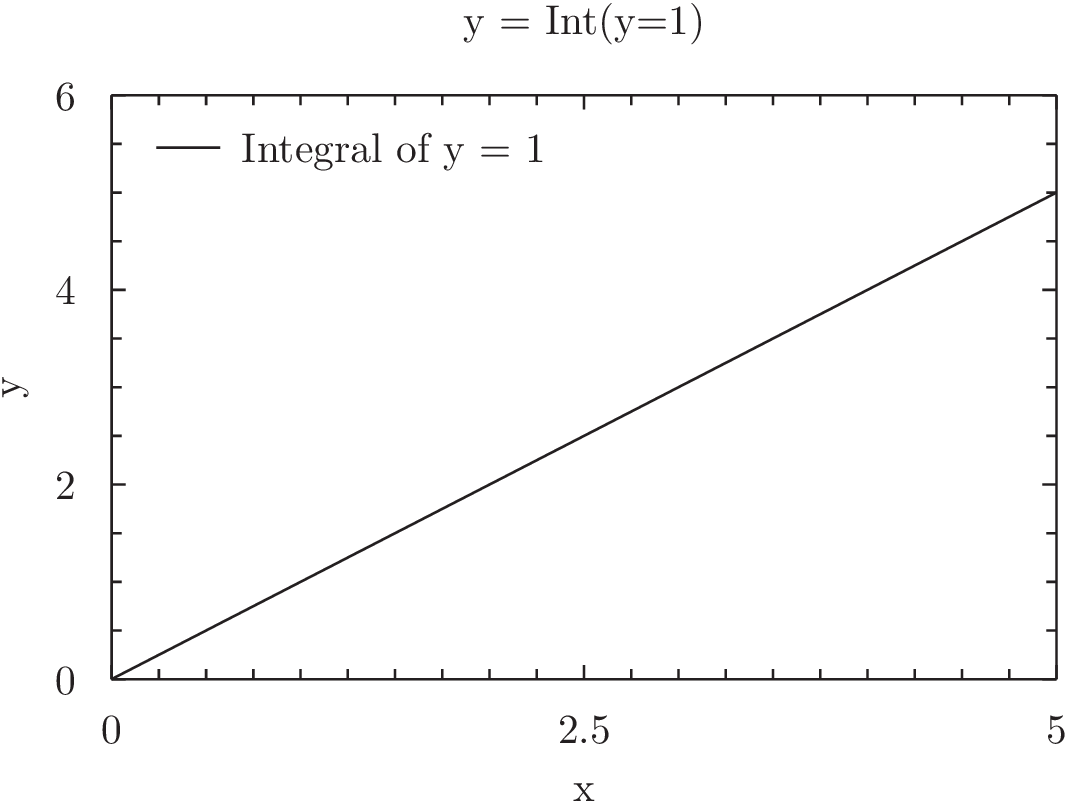 y = Int(y=1)
6
Integral of y = 1
4
y
2
0
0 2.5 5
x